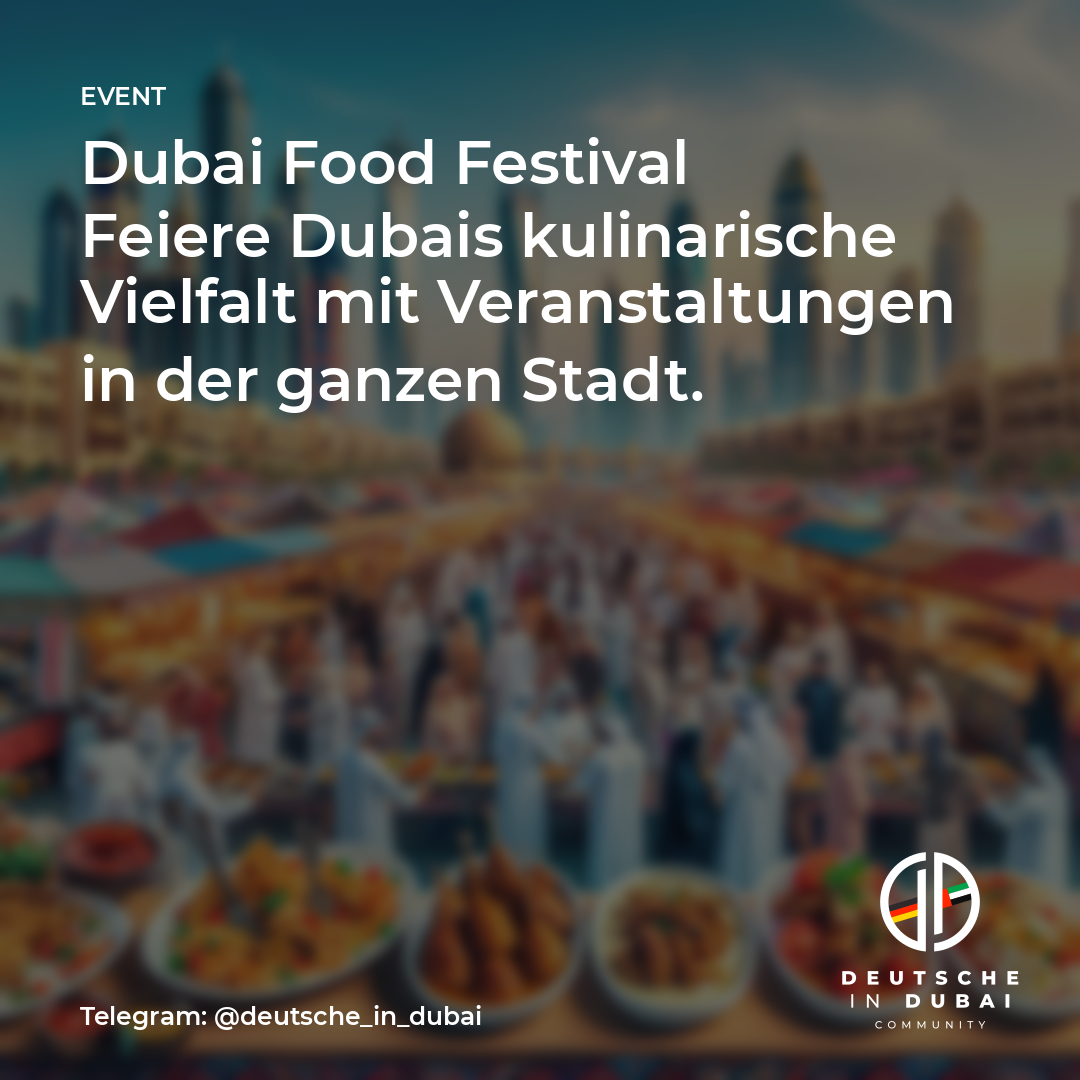 EVENT
Dubai Food Festival
Feiere Dubais kulinarische
Vielfalt mit Veranstaltungen
in der ganzen Stadt.
Telegram: @deutsche_in_dubai
DEUTSCHE
IN DUBAI
COMMUNITY